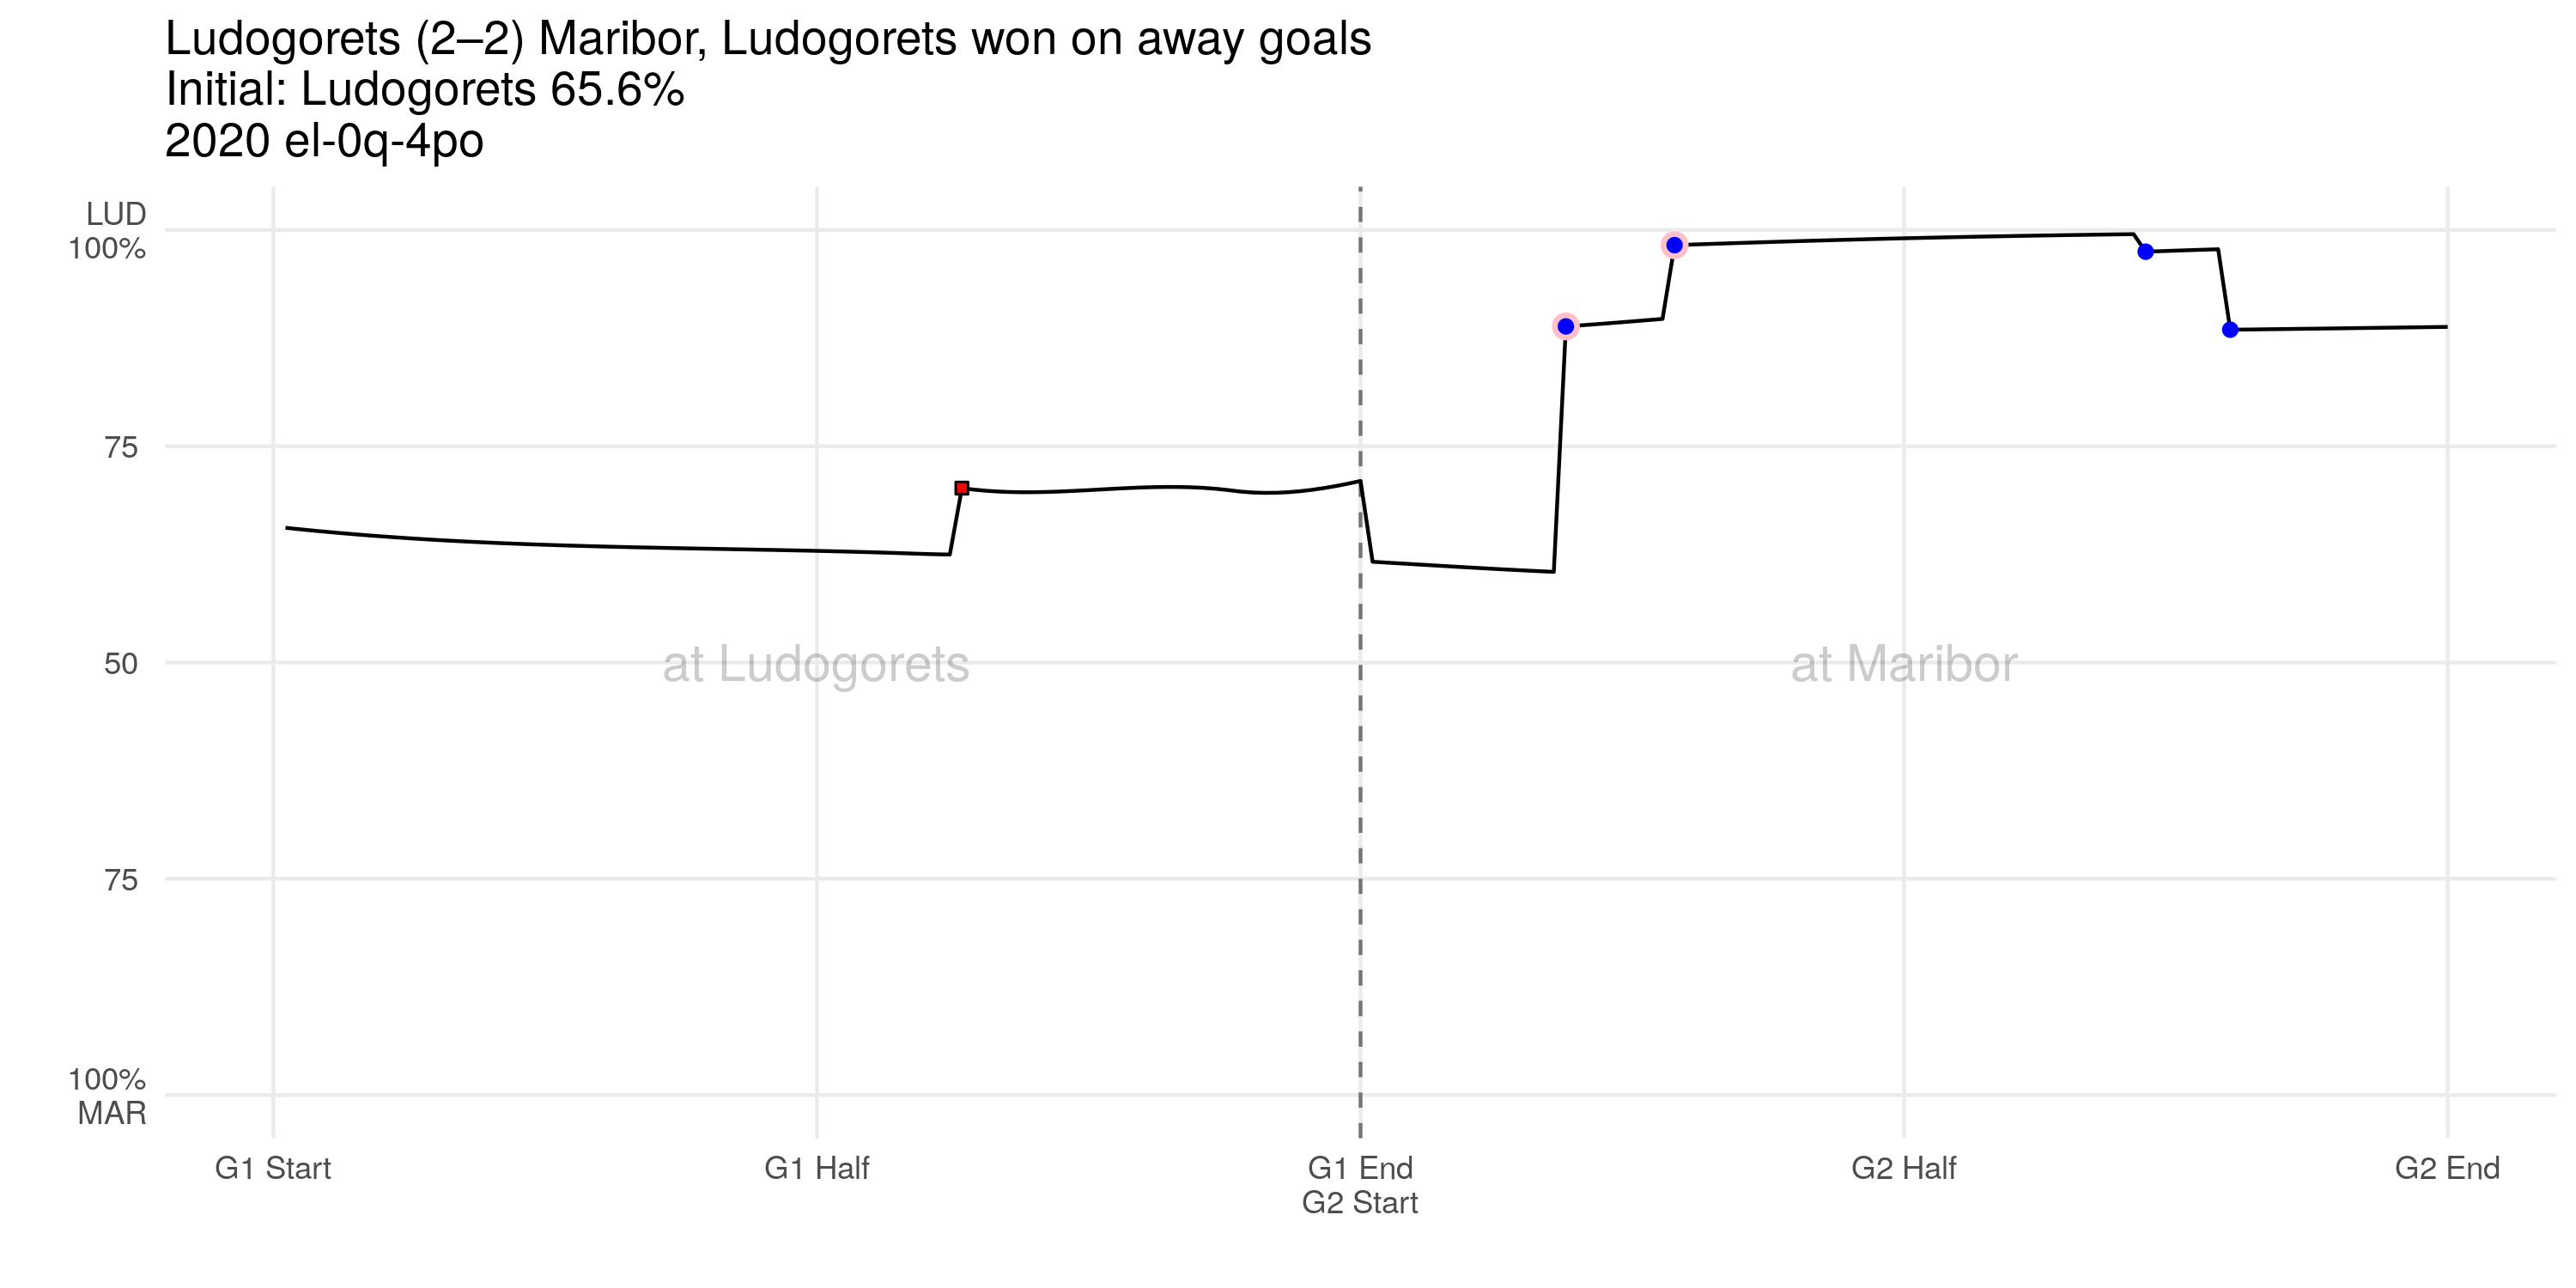 Ludogorets (2–2) Maribor, Ludogorets won on away goals
Initial: Ludogorets 65.6%
2020 el-0q-4po
LUD
100%
75
50
75
100%
MAR
at Ludogorets
at Maribor
G1 Start
G1 Half
G1 End
G2 Start
G2 Half
G2 End